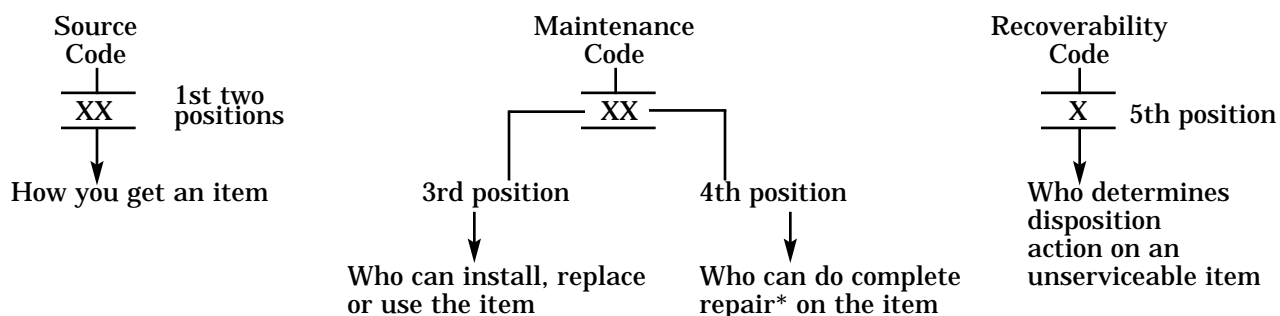 Source
Code
XX
1st two
positions
How you get an item
Maintenance
Code
XX
3rd position
4th position
Who can install, replace
or use the item
Who can do complete
repair* on the item
Recoverability
Code
X
5th position
Who determines
disposition
action on an
unserviceable item